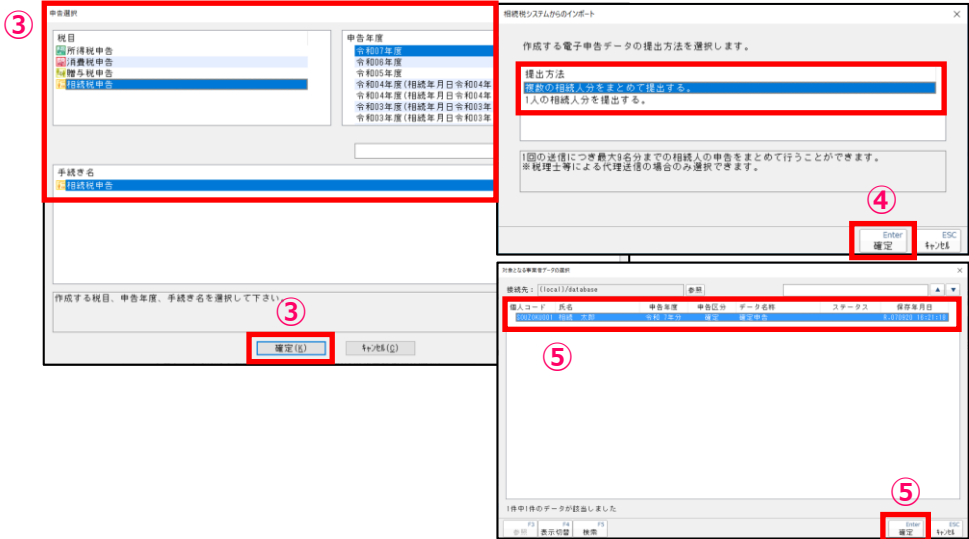 ③
申告選択
税目
所得税申告
消費税申告
贈与税申告
相続税申告
申告年度
令和07年度
令和06年度
令和05年度
令和04年度(相続年月日令和04年
令和04年度(相続年月日令和04年
令和03年度(相続年月日令和03年
令和03年度(相続年月日令和03年
手続き名
相続税申告
作成する税目、申告年度、手続き名を選択して下さい。
③
確定(K)
キャンセル(C)
相続税システムからのインポート
作成する電子申告データの提出方法を選択します。
提出方法
複数の相続人分をまとめて提出する。
1人の相続人分を提出する。
1回の送信につき最大9名分までの相続人の申告をまとめて行うことができます。
※税理士等による代理送信の場合のみ選択できます。
④
Enter
確定
ESC
キャンセル
対象となる事業者データの選択
接続先: (local)/database
参照
▲ ▼
個人コード 氏名 申告年度 申告区分 データ名称 ステータス 保存年月日
SOUZOKU01 相続 太郎 令和 7年分 確定 確定申告
⑤
1件中1件のデータが該当しました
⑤
F3 参照
F4 表示切替
F5 検索
Enter 確定
ESC キャンセル